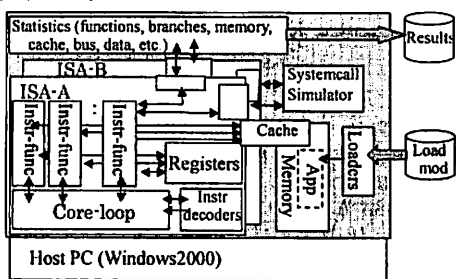 Statistics (functions, branches, memory,
cache, bus, data, etc.)
Results
ISA-B
ISA-A
Systemcall
Simulator
Instr-func
Instr-func
Instr-func
Cache
Registers
App
Memory
Loaders
Load
mod
Core-loop
Instr
decoders
Host PC (Windows2000)